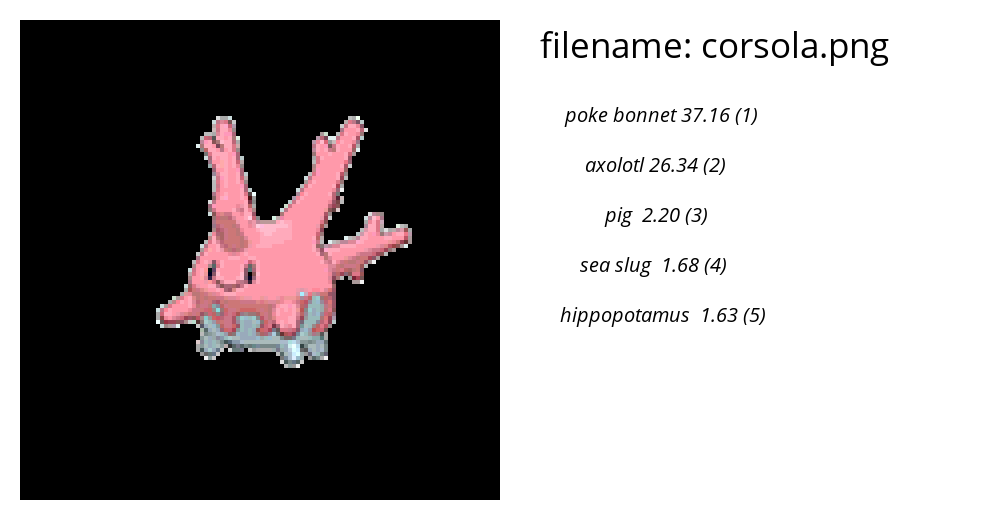 filename: corsola.png
poke bonnet 37.16 (1)
axolotl 26.34 (2)
pig  2.20 (3)
sea slug  1.68 (4)
hippopotamus  1.63 (5)